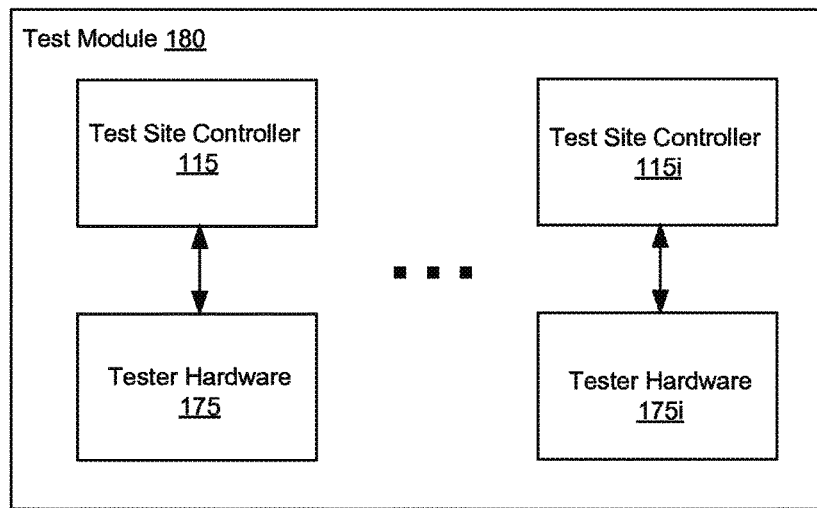 Test Module 180
Test Site Controller
115
Test Site Controller
115i
Tester Hardware
175
Tester Hardware
175i